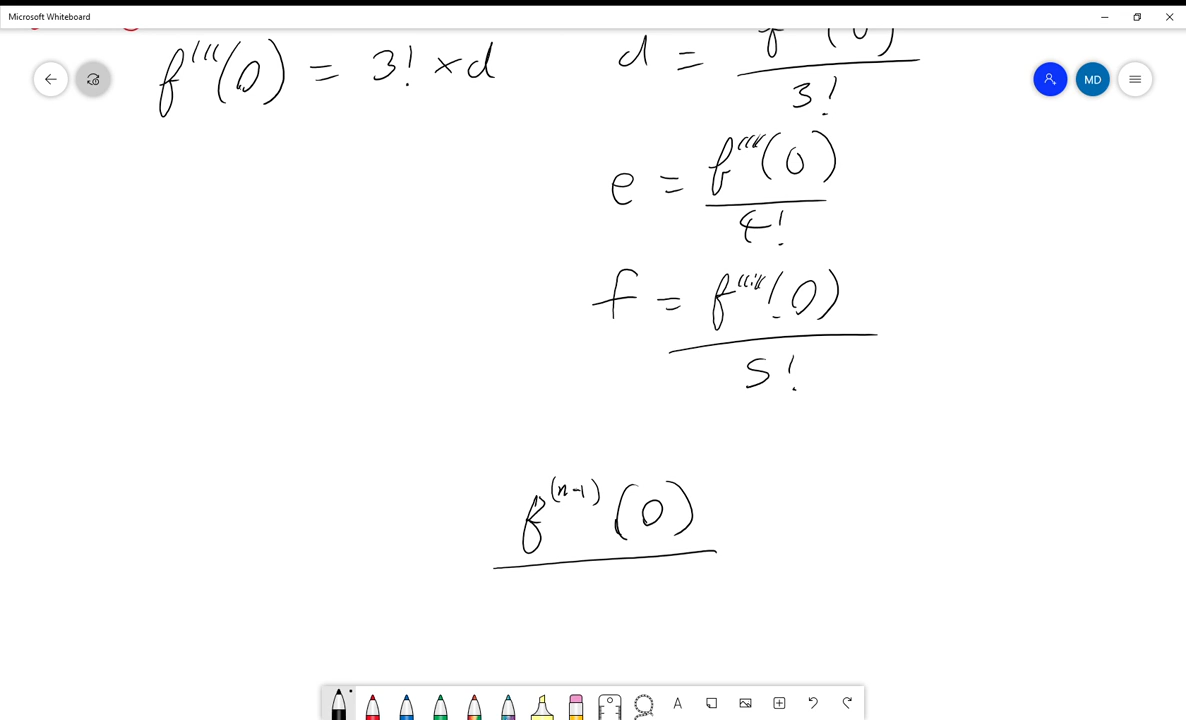 Microsoft Whiteboard
f'''(0) = 3! × d
d = f (0) / 3!
MD
e = f''''(0) / 4!
f = f'''''(0) / 5!
f^(n-1) (0)
A